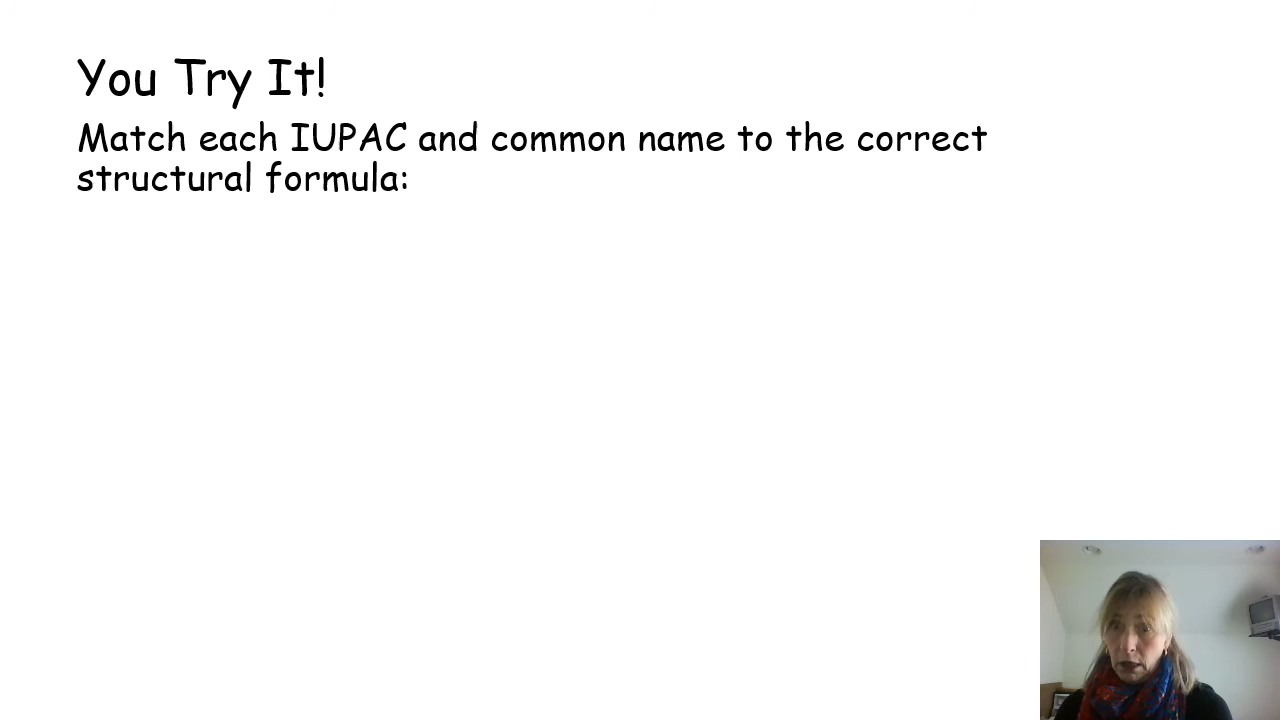 You Try It!
Match each IUPAC and common name to the correct
structural formula: